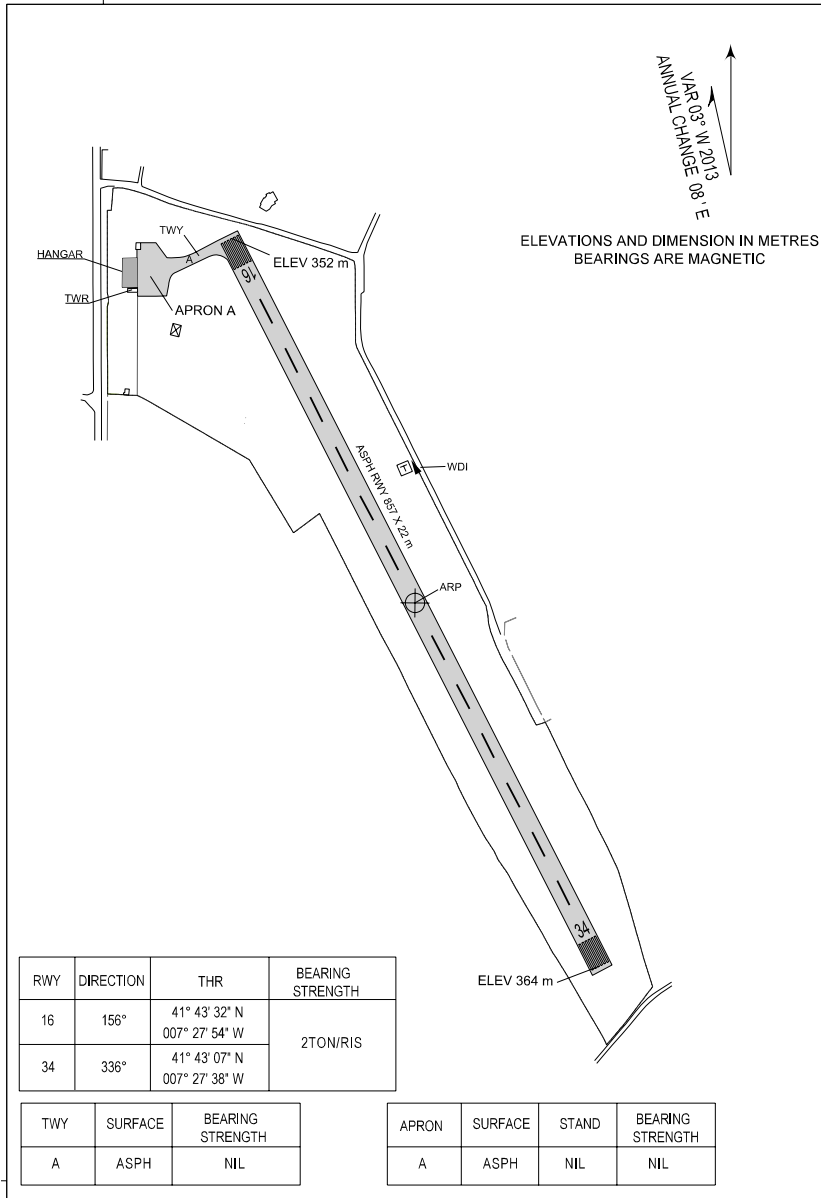 VAR 03° W 2013
ANNUAL CHANGE 08' E
ELEVATIONS AND DIMENSION IN METRES
BEARINGS ARE MAGNETIC
TWY
A
HANGAR
TWR
APRON A
ELEV 352 m
16
ASPH RWY 857 X 22 m
T
WDI
ARP
34
ELEV 364 m
RWY DIRECTION THR BEARING STRENGTH
16 156° 41° 43' 32" N
007° 27' 54" W
2TON/RIS
34 336° 41° 43' 07" N
007° 27' 38" W
TWY SURFACE BEARING STRENGTH
A ASPH NIL
APRON SURFACE STAND BEARING STRENGTH
A ASPH NIL NIL